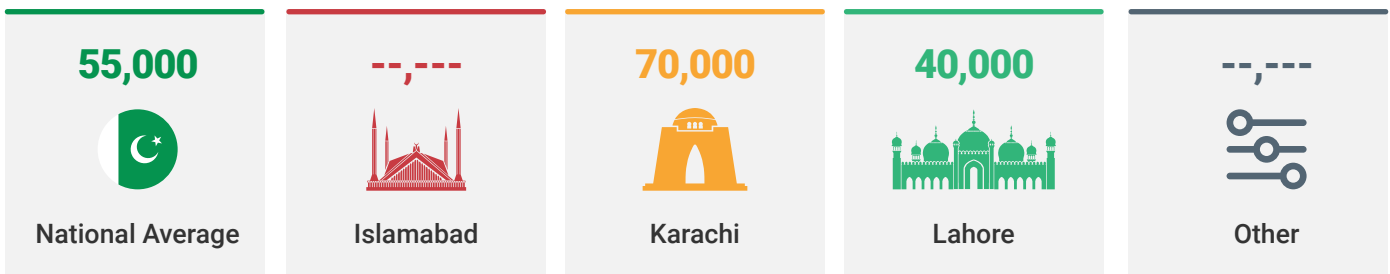 55,000
National Average
--,---
Islamabad
70,000
Karachi
40,000
Lahore
--,---
Other